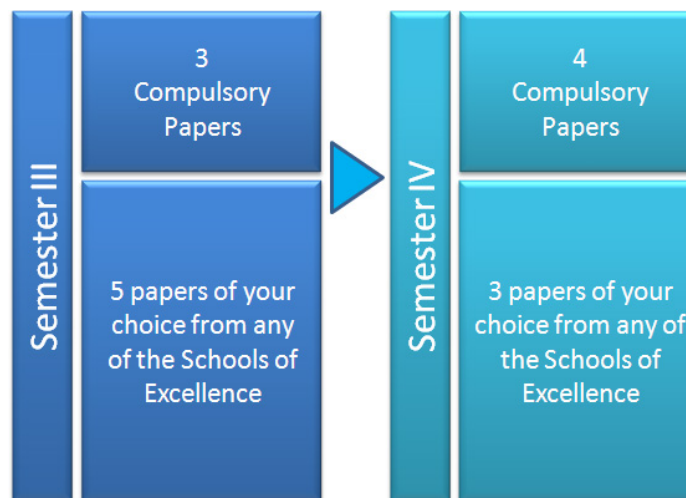 Semester III
3
Compulsory
Papers
5 papers of your
choice from any
of the Schools of
Excellence
Semester IV
4
Compulsory
Papers
3 papers of your
choice from any of
the Schools of
Excellence